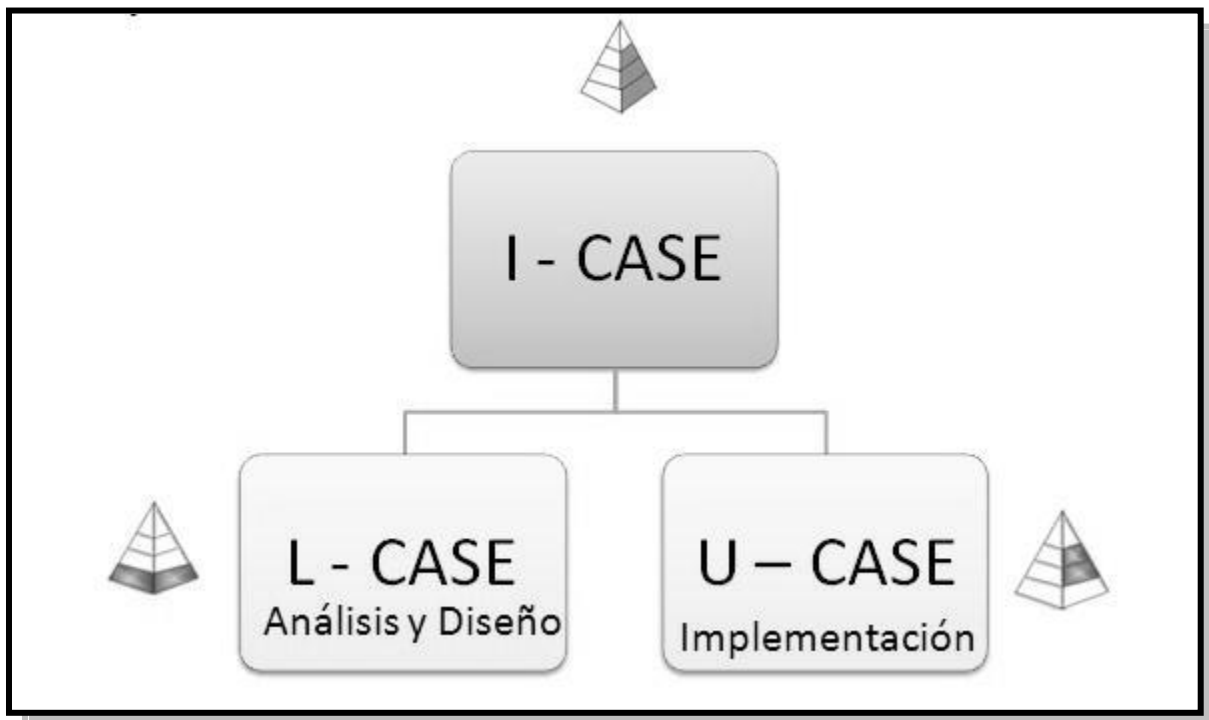 I - CASE
L - CASE
Análisis y Diseño
U – CASE
Implementación